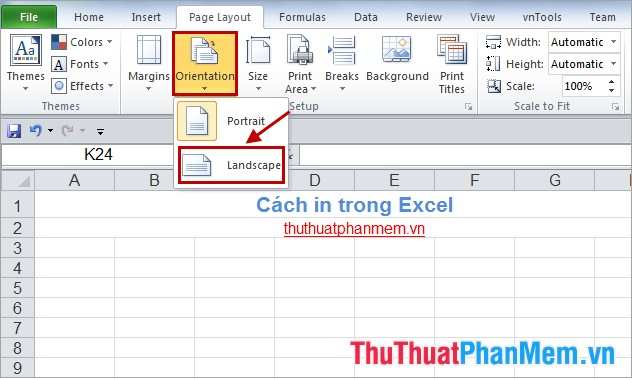 File Home Insert Page Layout Formulas Data Review View vnTools Team
Aa Colors Fonts Effects
Themes Margins Orientation Size Print Area Breaks Background Print Titles
Width: Automatic
Height: Automatic
Scale: 100%
Themes Setup Scale to Fit
Portrait
Landscape
K24
A B D E F G
1 Cách in trong Excel
2 thuthuatphanmem.vn
3
4
5
6
7
8
9
ThuThuatPhanMem.vn